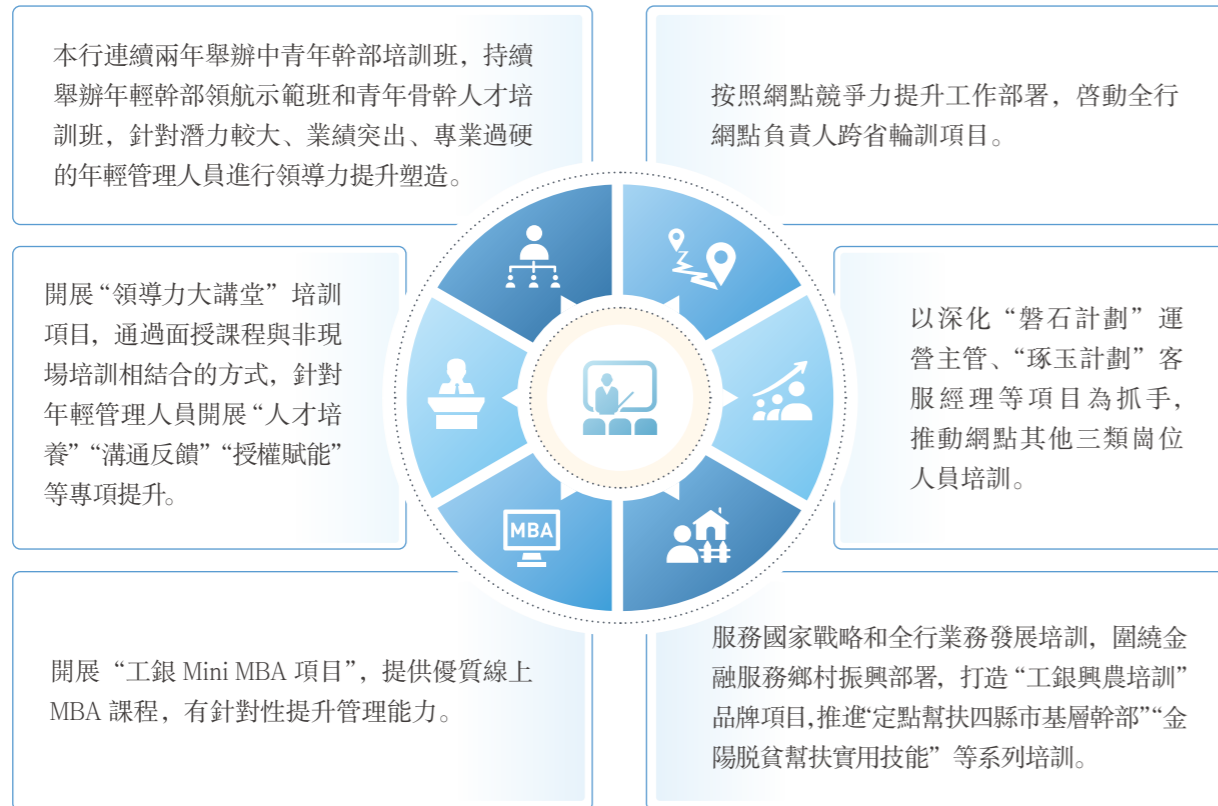 本行連續兩年舉辦中青年幹部培訓班，持續
舉辦年輕幹部領航示範班和青年骨幹人才培
訓班，針對潛力較大、業績突出、專業過硬
的年輕管理人員進行領導力提升塑造。
按照網點競爭力提升工作部署，啓動全行
網點負責人跨省輪訓項目。
開展“領導力大講堂”培訓
項目，通過面授課程與非現
場培訓相結合的方式，針對
年輕管理人員開展“人才培
養”“溝通反饋”“授權賦能”
等專項提升。
以深化“磐石計劃”運
營主管、“琢玉計劃”客
服經理等項目為抓手，
推動網點其他三類崗位
人員培訓。
MBA
開展“工銀 Mini MBA 項目”，提供優質線上
MBA 課程，有針對性提升管理能力。
服務國家戰略和全行業務發展培訓，圍繞金
融服務鄉村振興部署，打造“工銀興農培訓”
品牌項目，推進“定點幫扶四縣市基層幹部”“金
陽脫貧幫扶實用技能”等系列培訓。